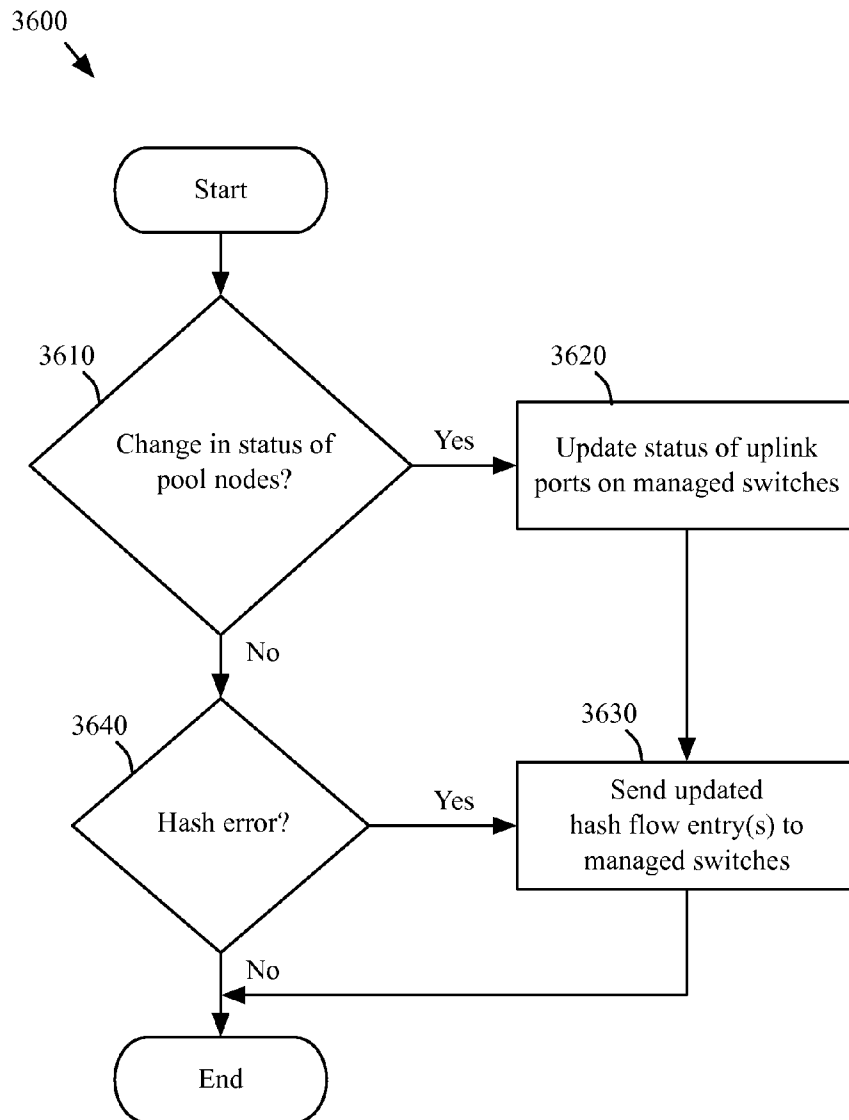 3600
Start
3610
Change in status of
pool nodes?
Yes
3620
Update status of uplink
ports on managed switches
No
3640
Hash error?
Yes
3630
Send updated
hash flow entry(s) to
managed switches
No
End